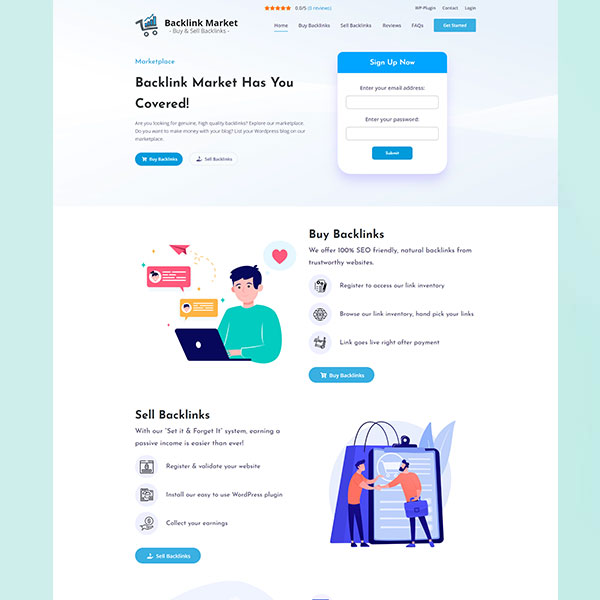 0.0/5 (0 reviews)
WP-Plugin Contact Login
Backlink Market
- Buy & Sell Backlinks -
Home Buy Backlinks Sell Backlinks Reviews FAQs Get Started
Marketplace
Backlink Market Has You
Covered!
Are you looking for genuine, high quality backlinks? Explore our marketplace.
Do you want to make money with your blog? List your Wordpress blog on our
marketplace.
Buy Backlinks Sell Backlinks
Sign Up Now
Enter your email address:
Enter your password:
Submit
Buy Backlinks
We offer 100% SEO friendly, natural backlinks from
trustworthy websites.
Register to access our link inventory
Browse our link inventory, hand pick your links
Link goes live right after payment
Buy Backlinks
Sell Backlinks
With our "Set it & Forget It" system, earning a
passive income is easier than ever!
Register & validate your website
Install our easy to use WordPress plugin
Collect your earnings
Sell Backlinks